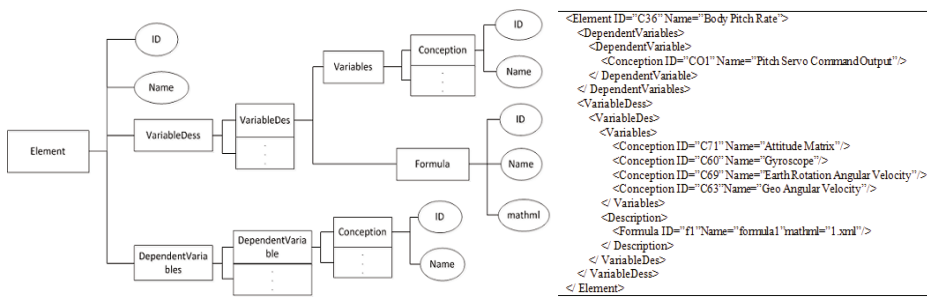 Element
ID
Name
VariableDess
VariableDes
.
.
.
Variables
Conception
.
.
.
ID
Name
Formula
ID
Name
mathml
DependentVaria
bles
DependentVaria
ble
.
.
.
Conception
.
.
.
ID
Name
<Element ID="C36" Name="Body Pitch Rate">
<DependentVariables>
<DependentVariable>
<Conception ID="CO1" Name="Pitch Servo CommandOutput"/>
</ DependentVariable>
</ DependentVariables>
<VariableDess>
<VariableDes>
<Variables>
<Conception ID="C71" Name="Attitude Matrix"/>
<Conception ID="C60" Name="Gyroscope"/>
<Conception ID="C69" Name="Earth Rotation Angular Velocity"/>
<Conception ID="C63"Name="Geo Angular Velocity"/>
</ Variables>
<Description>
<Formula ID="f1"Name="formula1"mathml="1.xml"/>
</ Description>
</ VariableDes>
</ VariableDess>
</ Element>